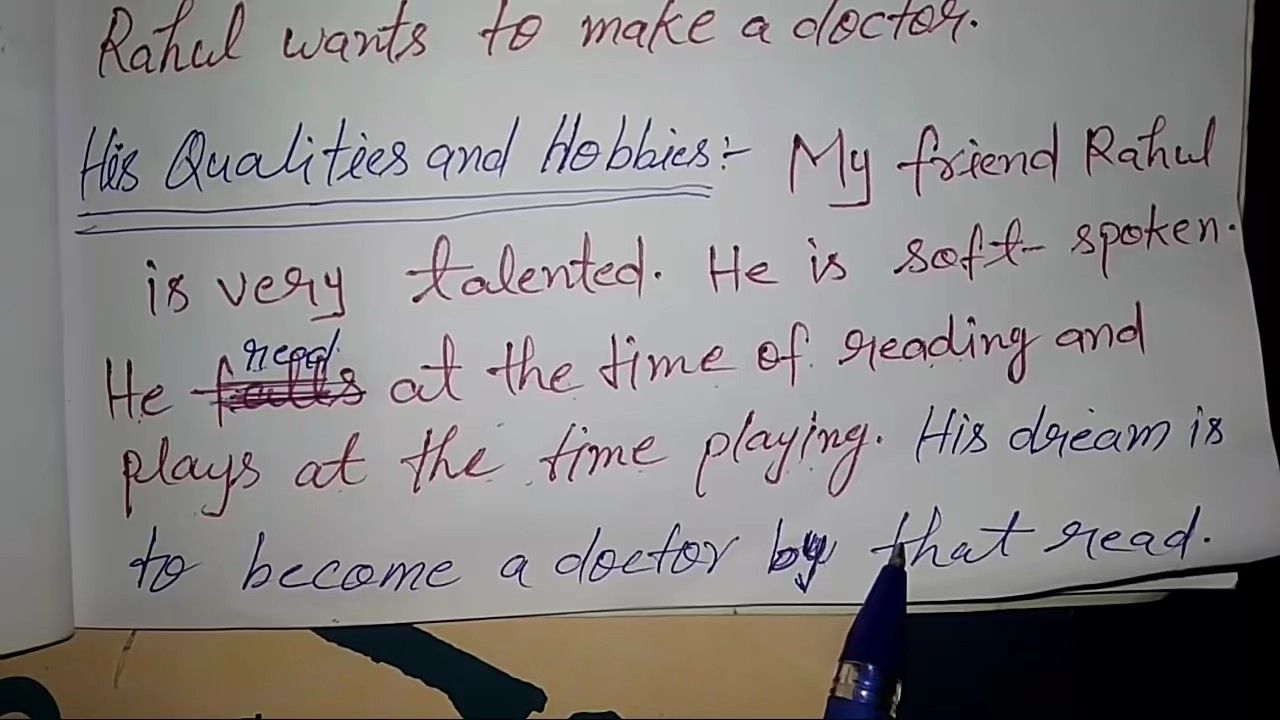 Rahul wants to make a doctor.
His Qualities and Hobbies:- My friend Rahul
is very talented. He is soft-spoken.
read
He at the time of reading and
plays at the time playing. His dream is
to become a doctor by that read.